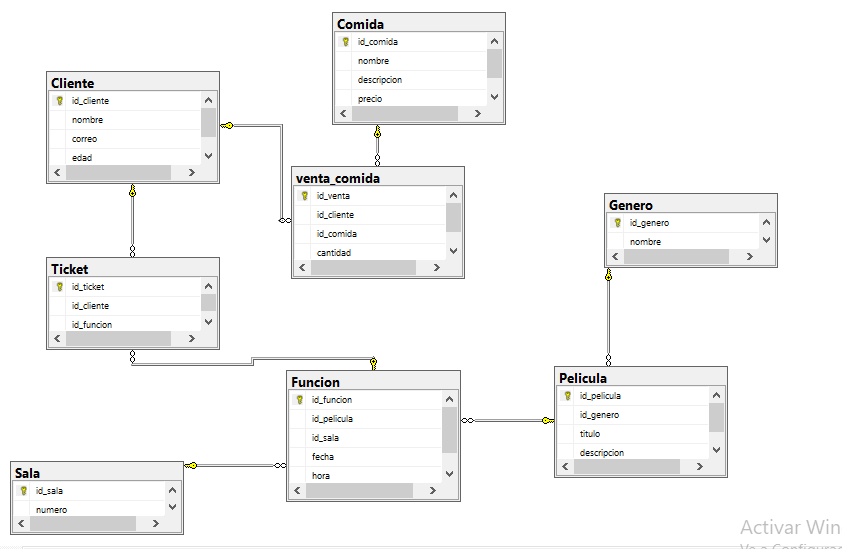 Comida
id_comida
nombre
descripcion
precio
Cliente
id_cliente
nombre
correo
edad
venta_comida
id_venta
id_cliente
id_comida
cantidad
Genero
id_genero
nombre
Ticket
id_ticket
id_cliente
id_funcion
Funcion
id_funcion
id_pelicula
id_sala
fecha
hora
Pelicula
id_pelicula
id_genero
titulo
descripcion
Sala
id_sala
numero
Activar Win